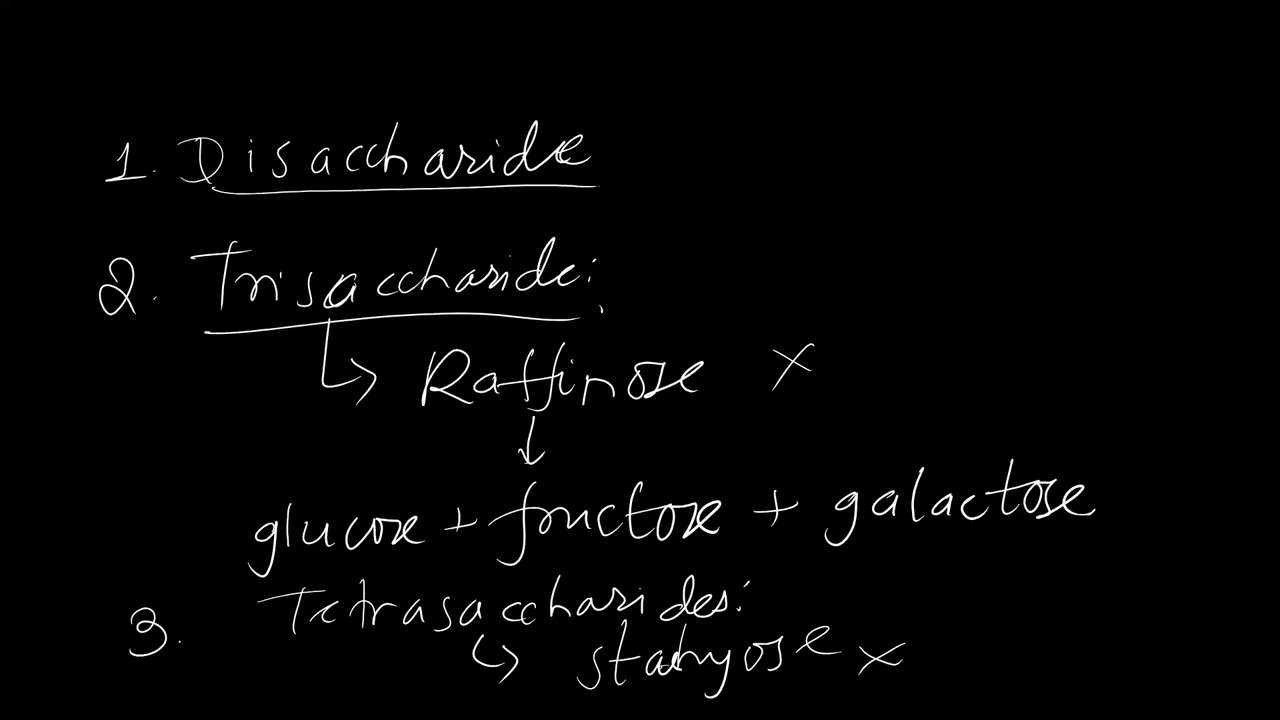 1. Disaccharide
2. Trisaccharide:
↳ Raffinose ×
↓
glucose + fructose + galactose
3. Tetrasaccharides:
↳ stachyose ×